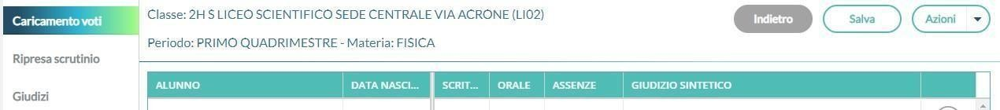 Caricamento voti
Ripresa scrutinio
Giudizi
Classe: 2H S LICEO SCIENTIFICO SEDE CENTRALE VIA ACRONE (LI02)
Periodo: PRIMO QUADRIMESTRE - Materia: FISICA
Indietro
Salva
Azioni
ALUNNO DATA NASCI... SCRIT... ORALE ASSENZE GIUDIZIO SINTETICO